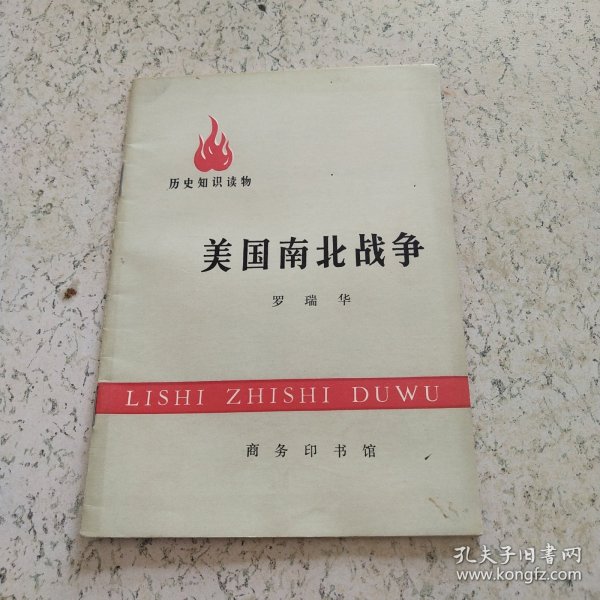 历史知识读物
美国南北战争
罗瑞华
LISHI ZHISHI DUWU
商务印书馆
孔夫子旧书网
www.kongfz.com